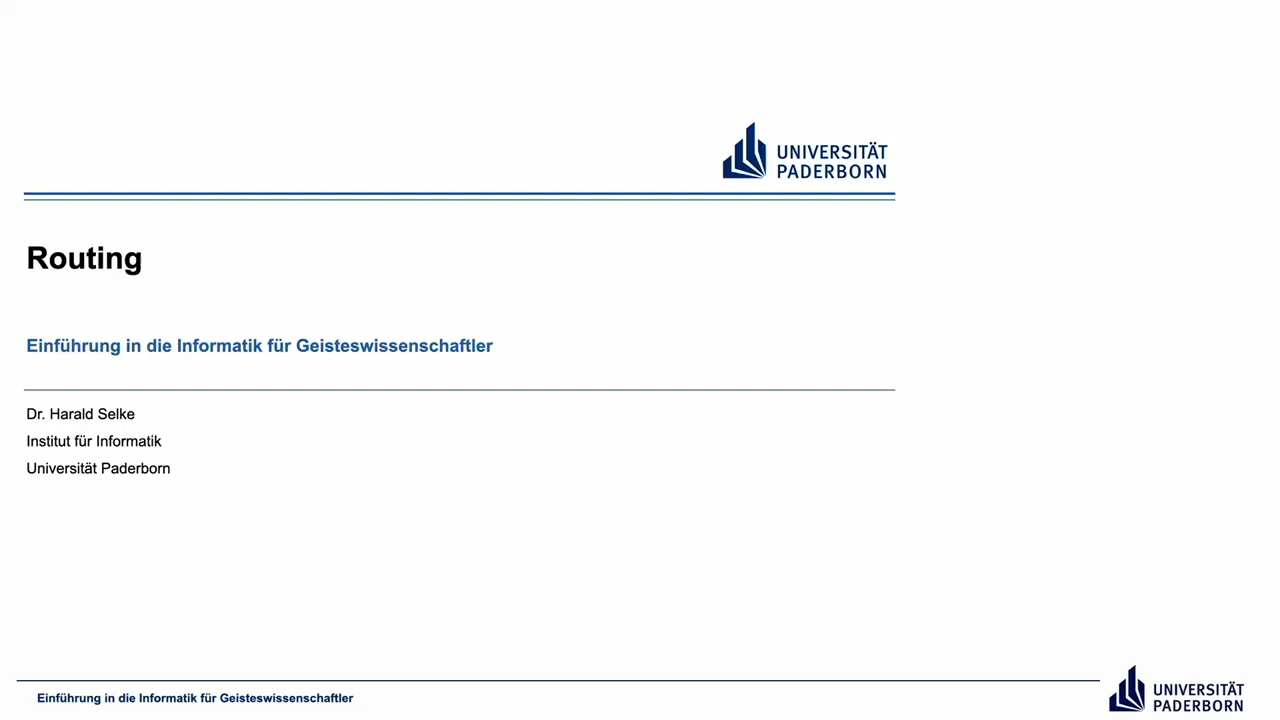 UNIVERSITÄT
PADERBORN
Routing
Einführung in die Informatik für Geisteswissenschaftler
Dr. Harald Selke
Institut für Informatik
Universität Paderborn
Einführung in die Informatik für Geisteswissenschaftler
UNIVERSITÄT
PADERBORN